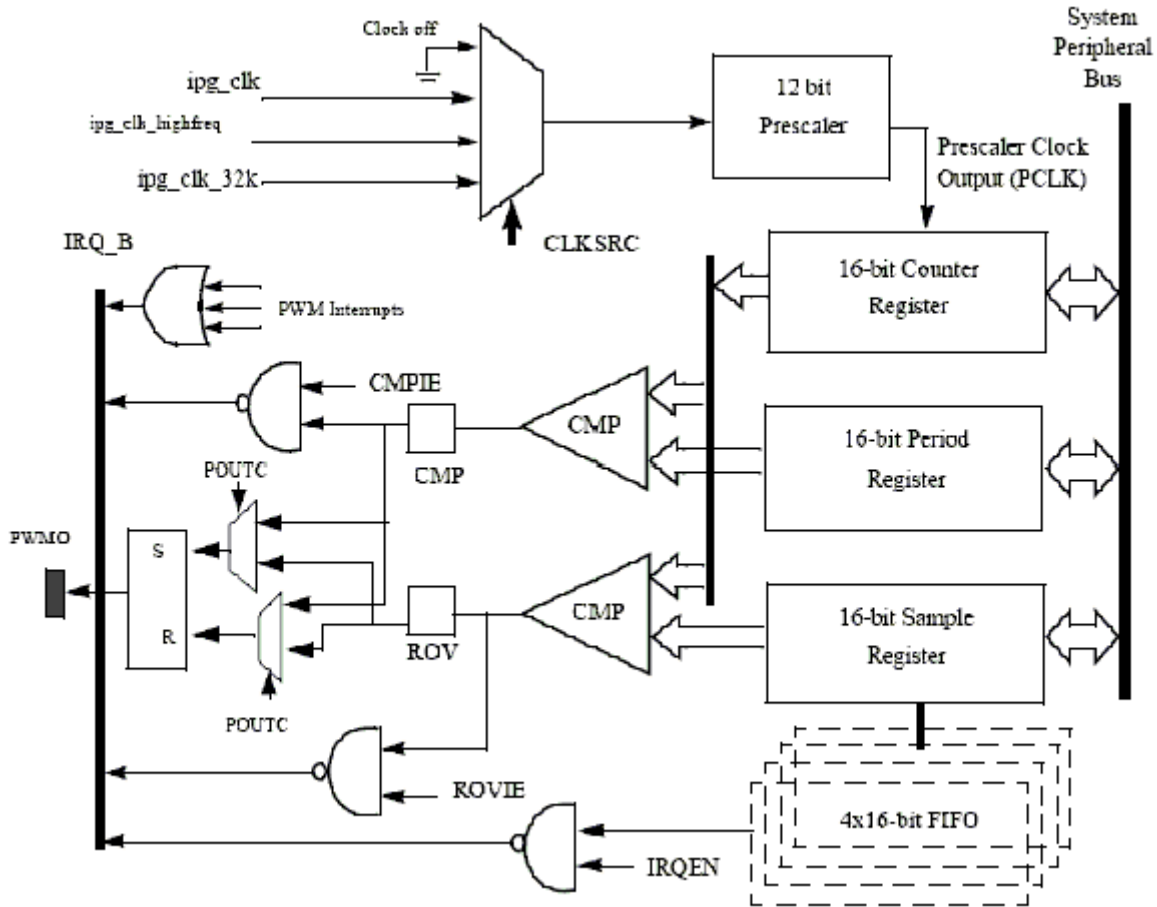 System
Peripheral
Bus
Clock off
ipg_clk
ipg_clk_highfreq
ipg_clk_32k
12 bit
Prescaler
Prescaler Clock
Output (PCLK)
CLKSRC
IRQ_B
PWM Interrupts
16-bit Counter
Register
CMPIE
CMP
CMP
16-bit Period
Register
POUTC
PWMO
S
R
ROV
CMP
16-bit Sample
Register
POUTC
ROVIE
IRQEN
4x16-bit FIFO